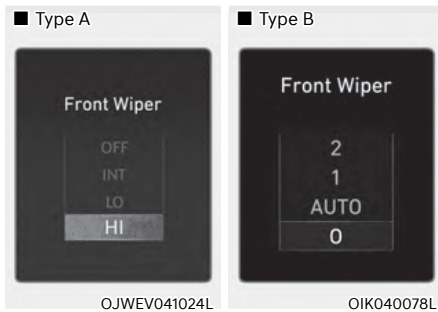 ■ Type A
Front Wiper
OFF
INT
LO
HI
OJWEV041024L
■ Type B
Front Wiper
2
1
AUTO
0
OIK040078L